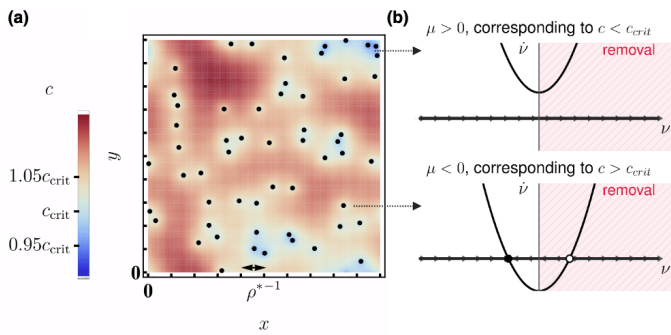 (a)
c
1.05c_crit
c_crit
0.95c_crit
y
0
0
ρ*⁻¹
x
(b)
μ > 0, corresponding to c < c_crit
ν̇
removal
ν
μ < 0, corresponding to c > c_crit
ν̇
removal
ν